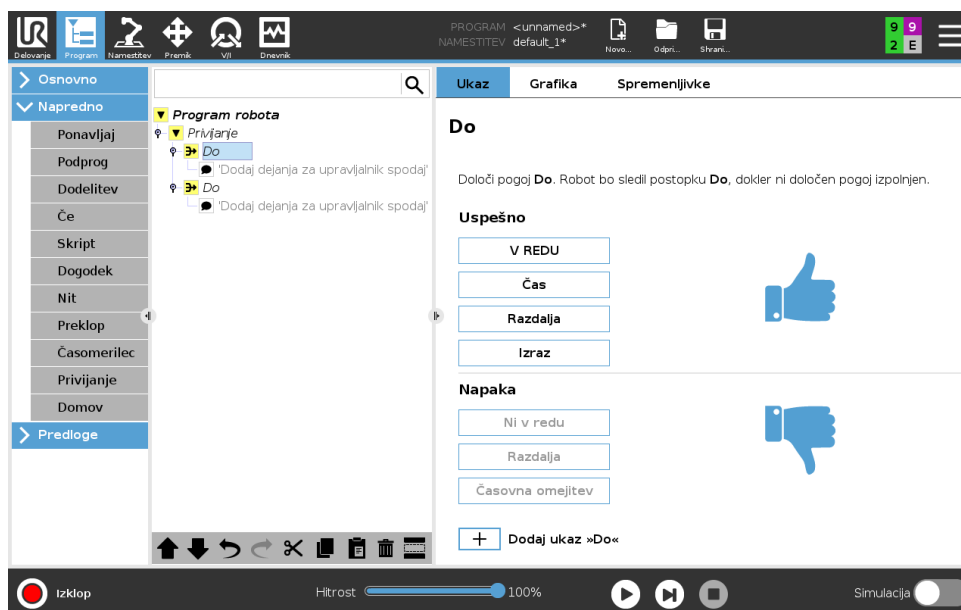 PROGRAM <unnamed>*
NAMESTITEV default_1*
Delovanje Program Namestitev Premik V/I Dnevnik Novo... Odpri... Shrani...
9 9
2 E
Osnovno
Napredno
Ponavljaj
Podprog
Dodelitev
Če
Skript
Dogodek
Nit
Preklop
Časomerilec
Privijanje
Domov
Predloge
Program robota
Privijanje
Do
'Dodaj dejanja za upravljalnik spodaj'
Do
'Dodaj dejanja za upravljalnik spodaj'
Ukaz Grafika Spremenljivke
Do
Določi pogoj Do. Robot bo sledil postopku Do, dokler ni določen pogoj izpolnjen.
Uspešno
V REDU
Čas
Razdalja
Izraz
Napaka
Ni v redu
Razdalja
Časovna omejitev
Dodaj ukaz »Do«
Izklop Hitrost 100% Simulacija